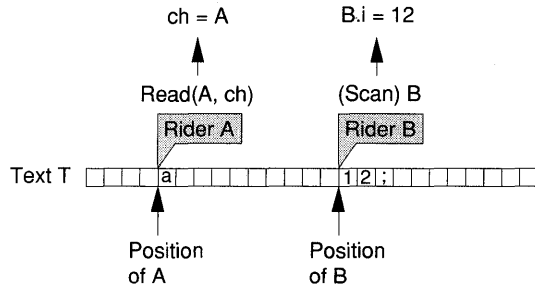 ch = A
B.i = 12
Read(A, ch)
(Scan) B
Rider A
Rider B
Text T
a
1 2 ;
Position
of A
Position
of B